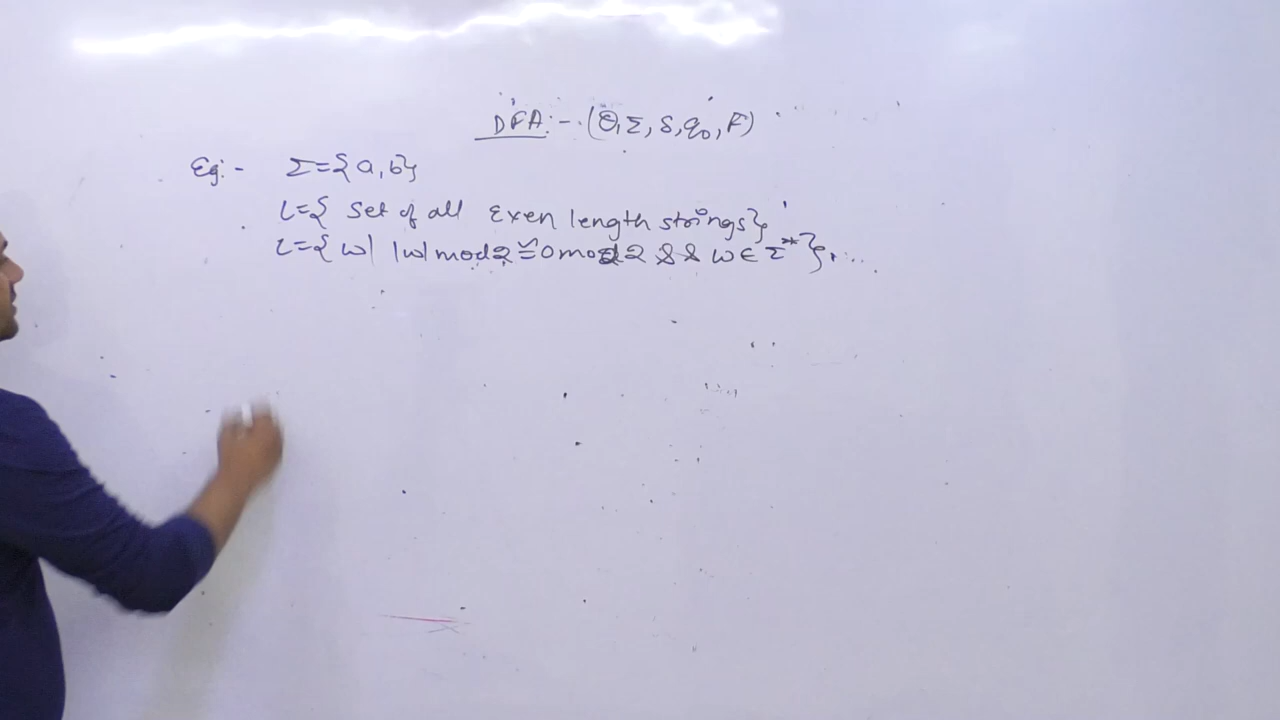 DFA:- (Q, Σ, δ, q0, F)
Eg:- Σ={a,b}
L={ Set of all Even length strings}
L={ w| |w| mod 2 ≅ 0 mod 2 && w ∈ Σ* }